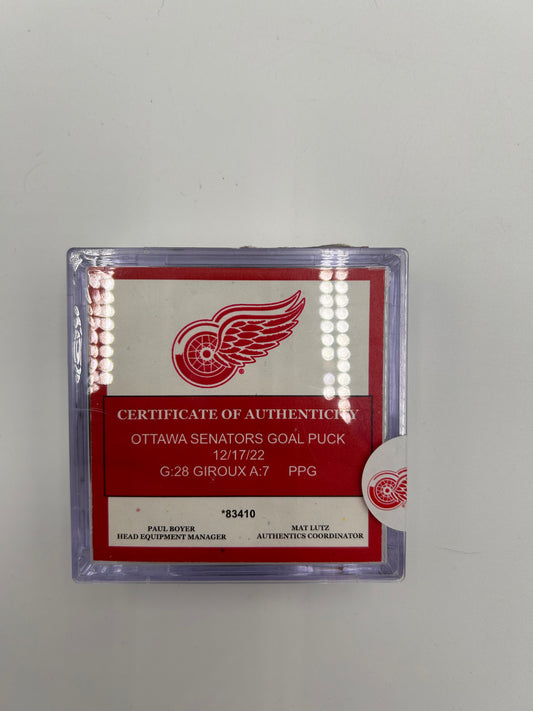 CERTIFICATE OF AUTHENTICITY
OTTAWA SENATORS GOAL PUCK
12/17/22
G:28 GIROUX A:7 PPG
*83410
PAUL BOYER
HEAD EQUIPMENT MANAGER
MAT LUTZ
AUTHENTICS COORDINATOR